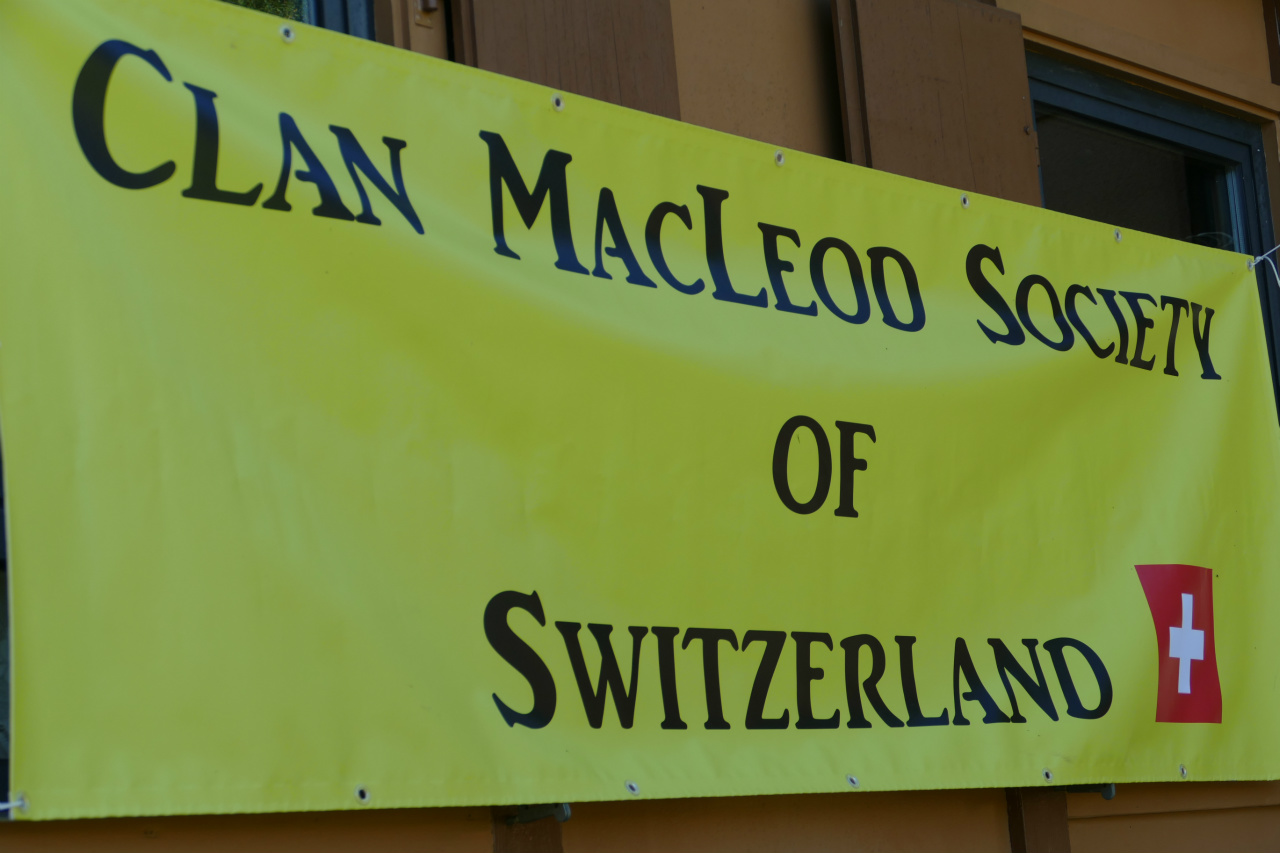 Clan MacLeod Society
of
Switzerland